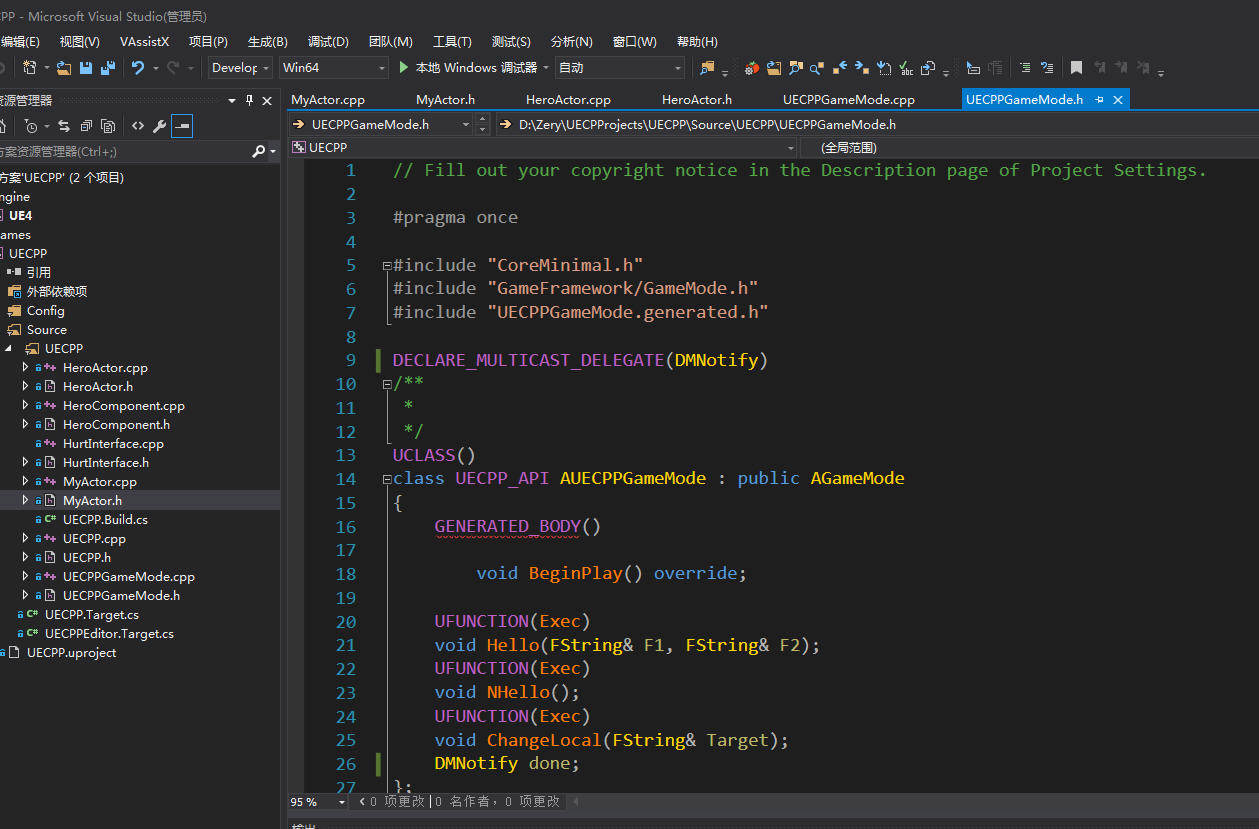 CPP - Microsoft Visual Studio(管理员)
编辑(E) 视图(V) VAssistX 项目(P) 生成(B) 调试(D) 团队(M) 工具(T) 测试(S) 分析(N) 窗口(W) 帮助(H)
Develop Win64 本地 Windows 调试器 自动
资源管理器
方案资源管理器(Ctrl+;)
方案'UECPP' (2 个项目)
ngine
UE4
ames
UECPP
引用
外部依赖项
Config
Source
UECPP
HeroActor.cpp
HeroActor.h
HeroComponent.cpp
HeroComponent.h
HurtInterface.cpp
HurtInterface.h
MyActor.cpp
MyActor.h
UECPP.Build.cs
UECPP.cpp
UECPP.h
UECPPGameMode.cpp
UECPPGameMode.h
UECPP.Target.cs
UECPPEditor.Target.cs
UECPP.uproject
MyActor.cpp MyActor.h HeroActor.cpp HeroActor.h UECPPGameMode.cpp UECPPGameMode.h
UECPPGameMode.h D:\Zery\UECPProjects\UECPP\Source\UECPP\UECPPGameMode.h
UECPP (全局范围)
1 // Fill out your copyright notice in the Description page of Project Settings.
2
3 #pragma once
4
5 #include "CoreMinimal.h"
6 #include "GameFramework/GameMode.h"
7 #include "UECPPGameMode.generated.h"
8
9 DECLARE_MULTICAST_DELEGATE(DMNotify)
10 /**
11 *
12 */
13 UCLASS()
14 class UECPP_API AUECPPGameMode : public AGameMode
15 {
16 GENERATED_BODY()
17
18 void BeginPlay() override;
19
20 UFUNCTION(Exec)
21 void Hello(FString& F1, FString& F2);
22 UFUNCTION(Exec)
23 void NHello();
24 UFUNCTION(Exec)
25 void ChangeLocal(FString& Target);
26 DMNotify done;
27 };
95 % 0 项更改 | 0 名作者，0 项更改
输出